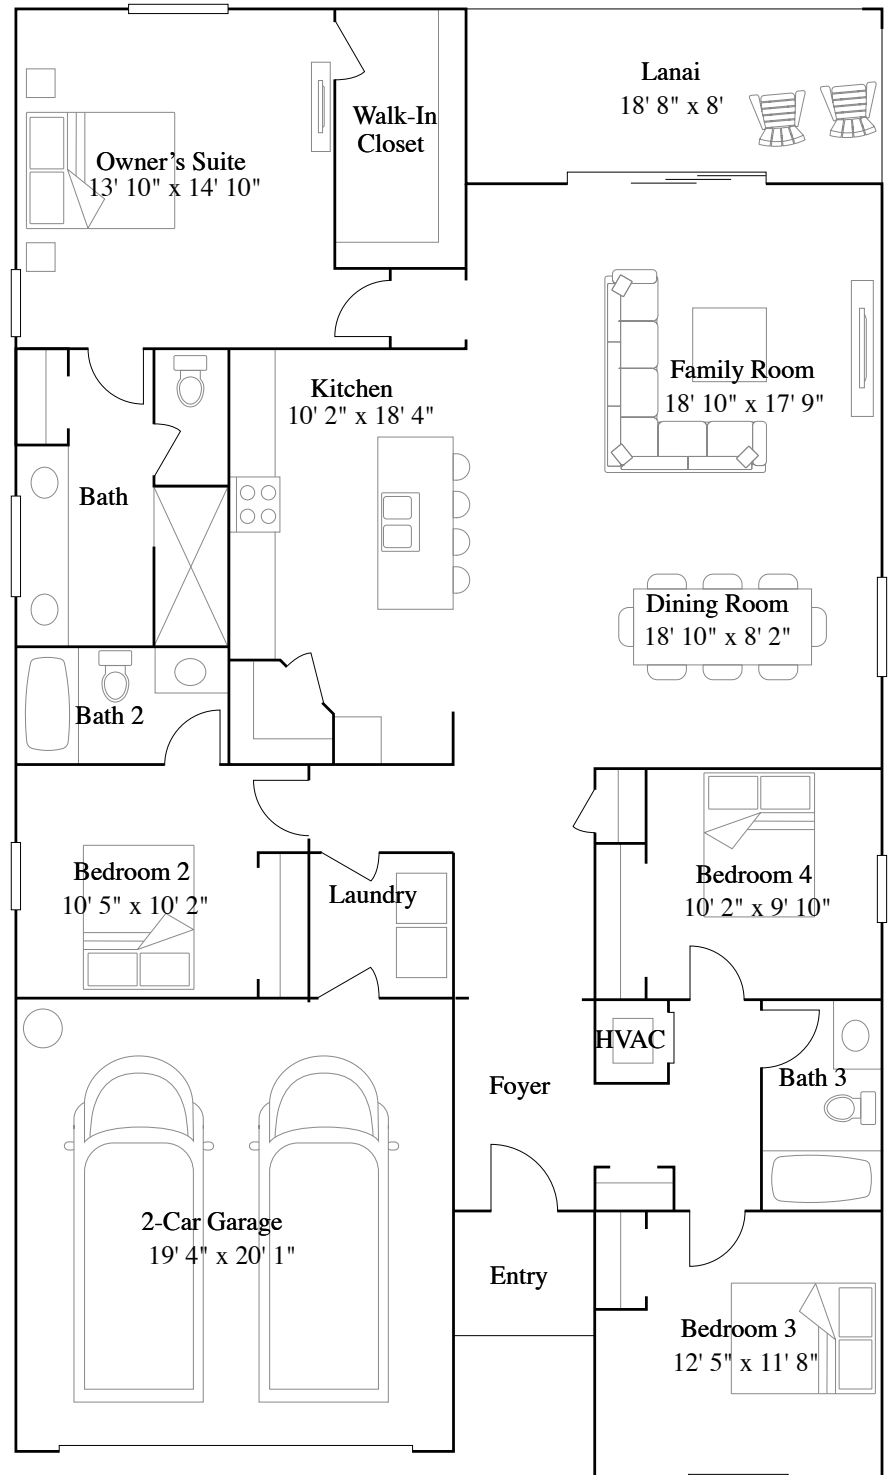 Lanai
18' 8" x 8'
Walk-In
Closet
Owner's Suite
13' 10" x 14' 10"
Family Room
18' 10" x 17' 9"
Kitchen
10' 2" x 18' 4"
Bath
Dining Room
18' 10" x 8' 2"
Bath 2
Bedroom 2
10' 5" x 10' 2"
Laundry
Bedroom 4
10' 2" x 9' 10"
HVAC
Foyer
Bath 3
2-Car Garage
19' 4" x 20' 1"
Entry
Bedroom 3
12' 5" x 11' 8"